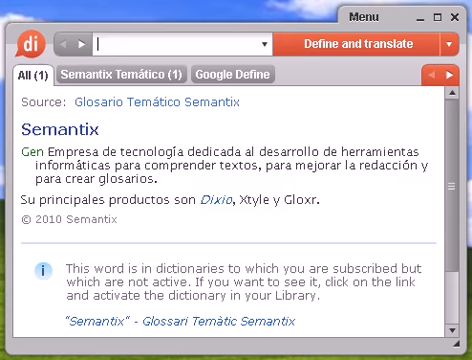 Menu
di
Define and translate
All (1) Semantix Temático (1) Google Define
Source: Glosario Temático Semantix
Semantix
Gen Empresa de tecnología dedicada al desarrollo de herramientas
informáticas para comprender textos, para mejorar la redacción y
para crear glosarios.
Su principales productos son Dixio, Xtyle y Gloxr.
© 2010 Semantix
This word is in dictionaries to which you are subscribed but
which are not active. If you want to see it, click on the link
and activate the dictionary in your Library.
"Semantix" - Glossari Temàtic Semantix